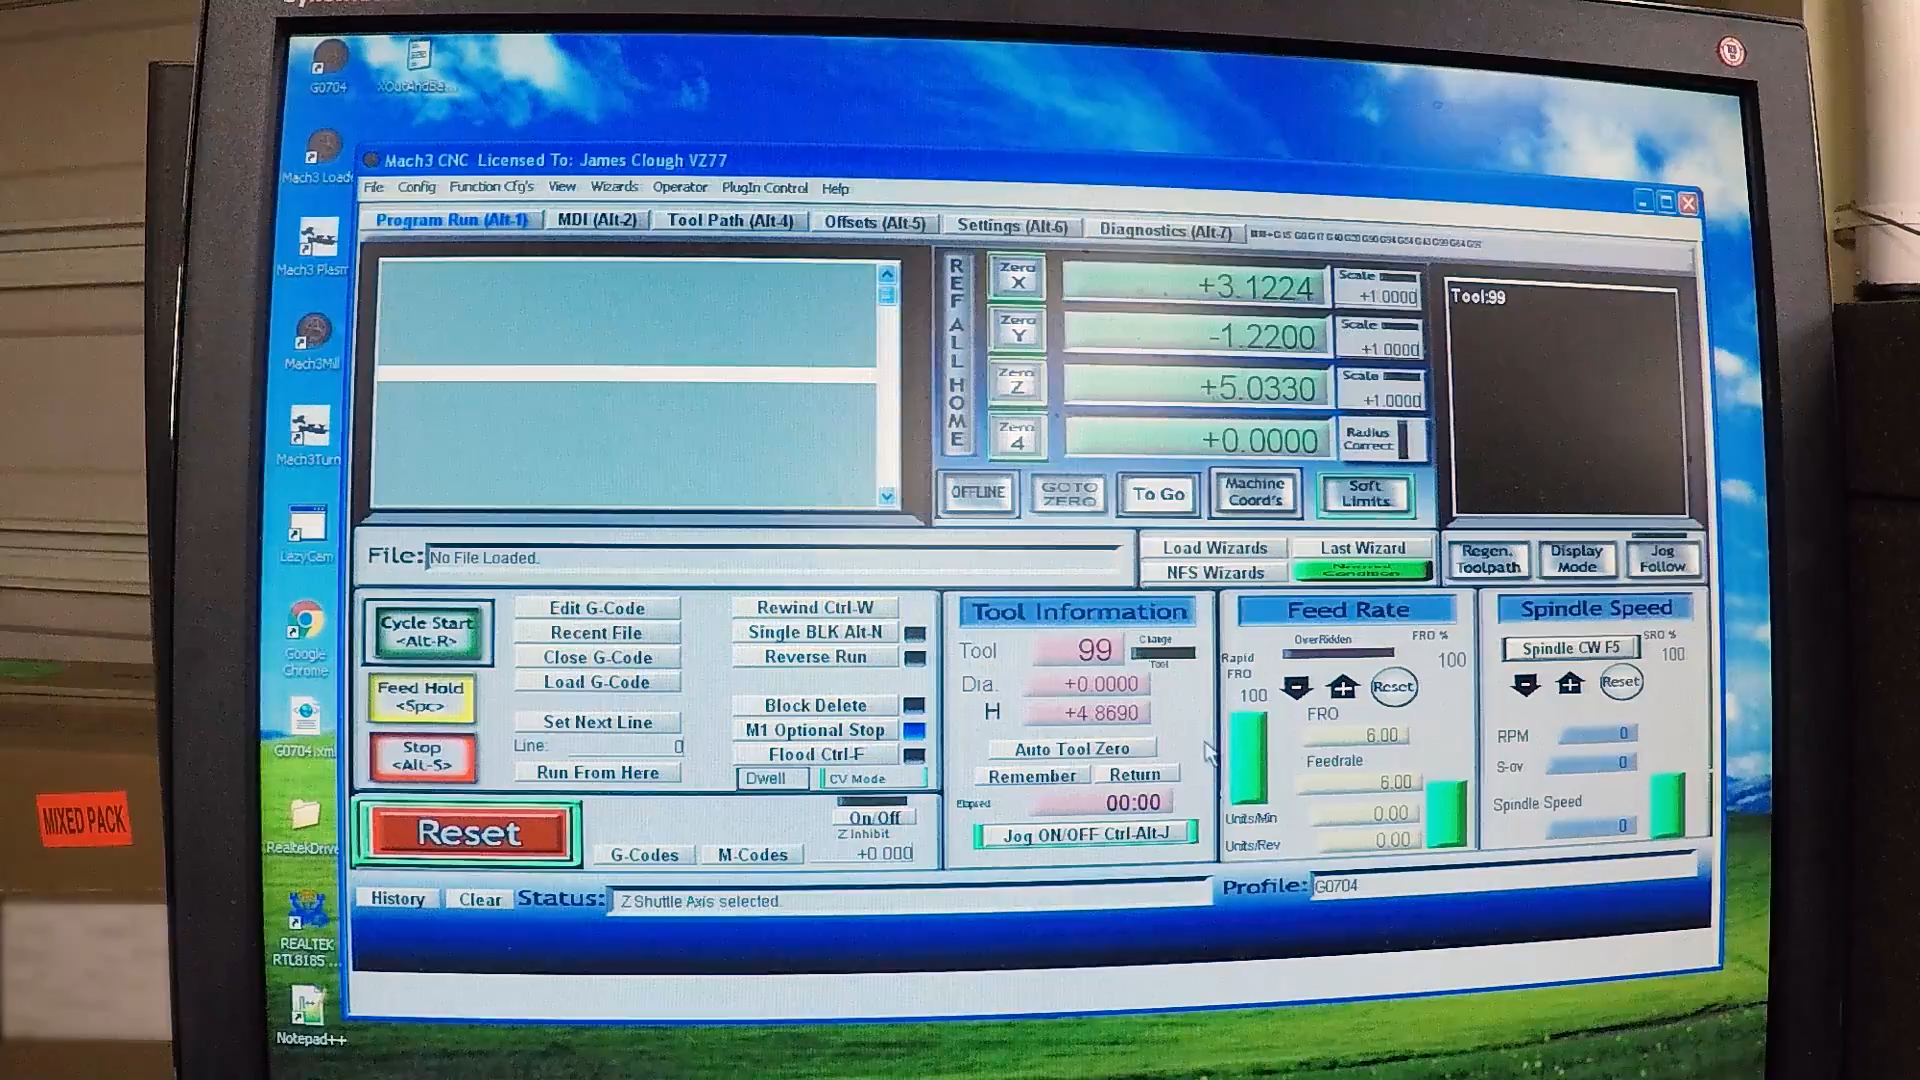 G0704
XOutAndBa...
Mach3 Loade
Mach3 Plasm
Mach3Mill
Mach3Turn
LazyCam
Google
Chrome
G0704.xml
RealtekDrive
REALTEK
RTL8185 ...
Notepad++
MIXED PACK
Mach3 CNC Licensed To: James Clough VZ77
File Config Function Cfg's View Wizards Operator PlugIn Control Help
Program Run (Alt-1) MDI (Alt-2) Tool Path (Alt-4) Offsets (Alt-5) Settings (Alt-6) Diagnostics (Alt-7)
REF ALL HOME
Zero X +3.1224 Scale +1.0000
Zero Y -1.2200 Scale +1.0000
Zero Z +5.0330 Scale +1.0000
Zero 4 +0.0000 Radius Correct
OFFLINE GOTO ZERO To Go Machine Coord's Soft Limits
Tool:99
File: No File Loaded.
Load Wizards Last Wizard
NFS Wizards Normal Condition
Regen. Toolpath Display Mode Jog Follow
Cycle Start <Alt-R>
Feed Hold <Spc>
Stop <Alt-S>
Edit G-Code
Recent File
Close G-Code
Load G-Code
Set Next Line
Line: 0
Run From Here
Rewind Ctrl-W
Single BLK Alt-N
Reverse Run
Block Delete
M1 Optional Stop
Flood Ctrl-F
Dwell CV Mode
Reset
G-Codes M-Codes
On/Off
Z Inhibit
+0.000
Tool Information
Tool 99 Change Tool
Dia. +0.0000
H +4.8690
Auto Tool Zero
Remember Return
Elapsed 00:00
Jog ON/OFF Ctrl-Alt-J
Feed Rate
OverRidden FRO %
100
Rapid FRO
100
Reset
FRO
6.00
Feedrate
6.00
Units/Min 0.00
Units/Rev 0.00
Spindle Speed
Spindle CW F5 SRO %
100
Reset
RPM 0
S-ov 0
Spindle Speed
0
History Clear Status: Z Shuttle Axis selected. Profile: G0704